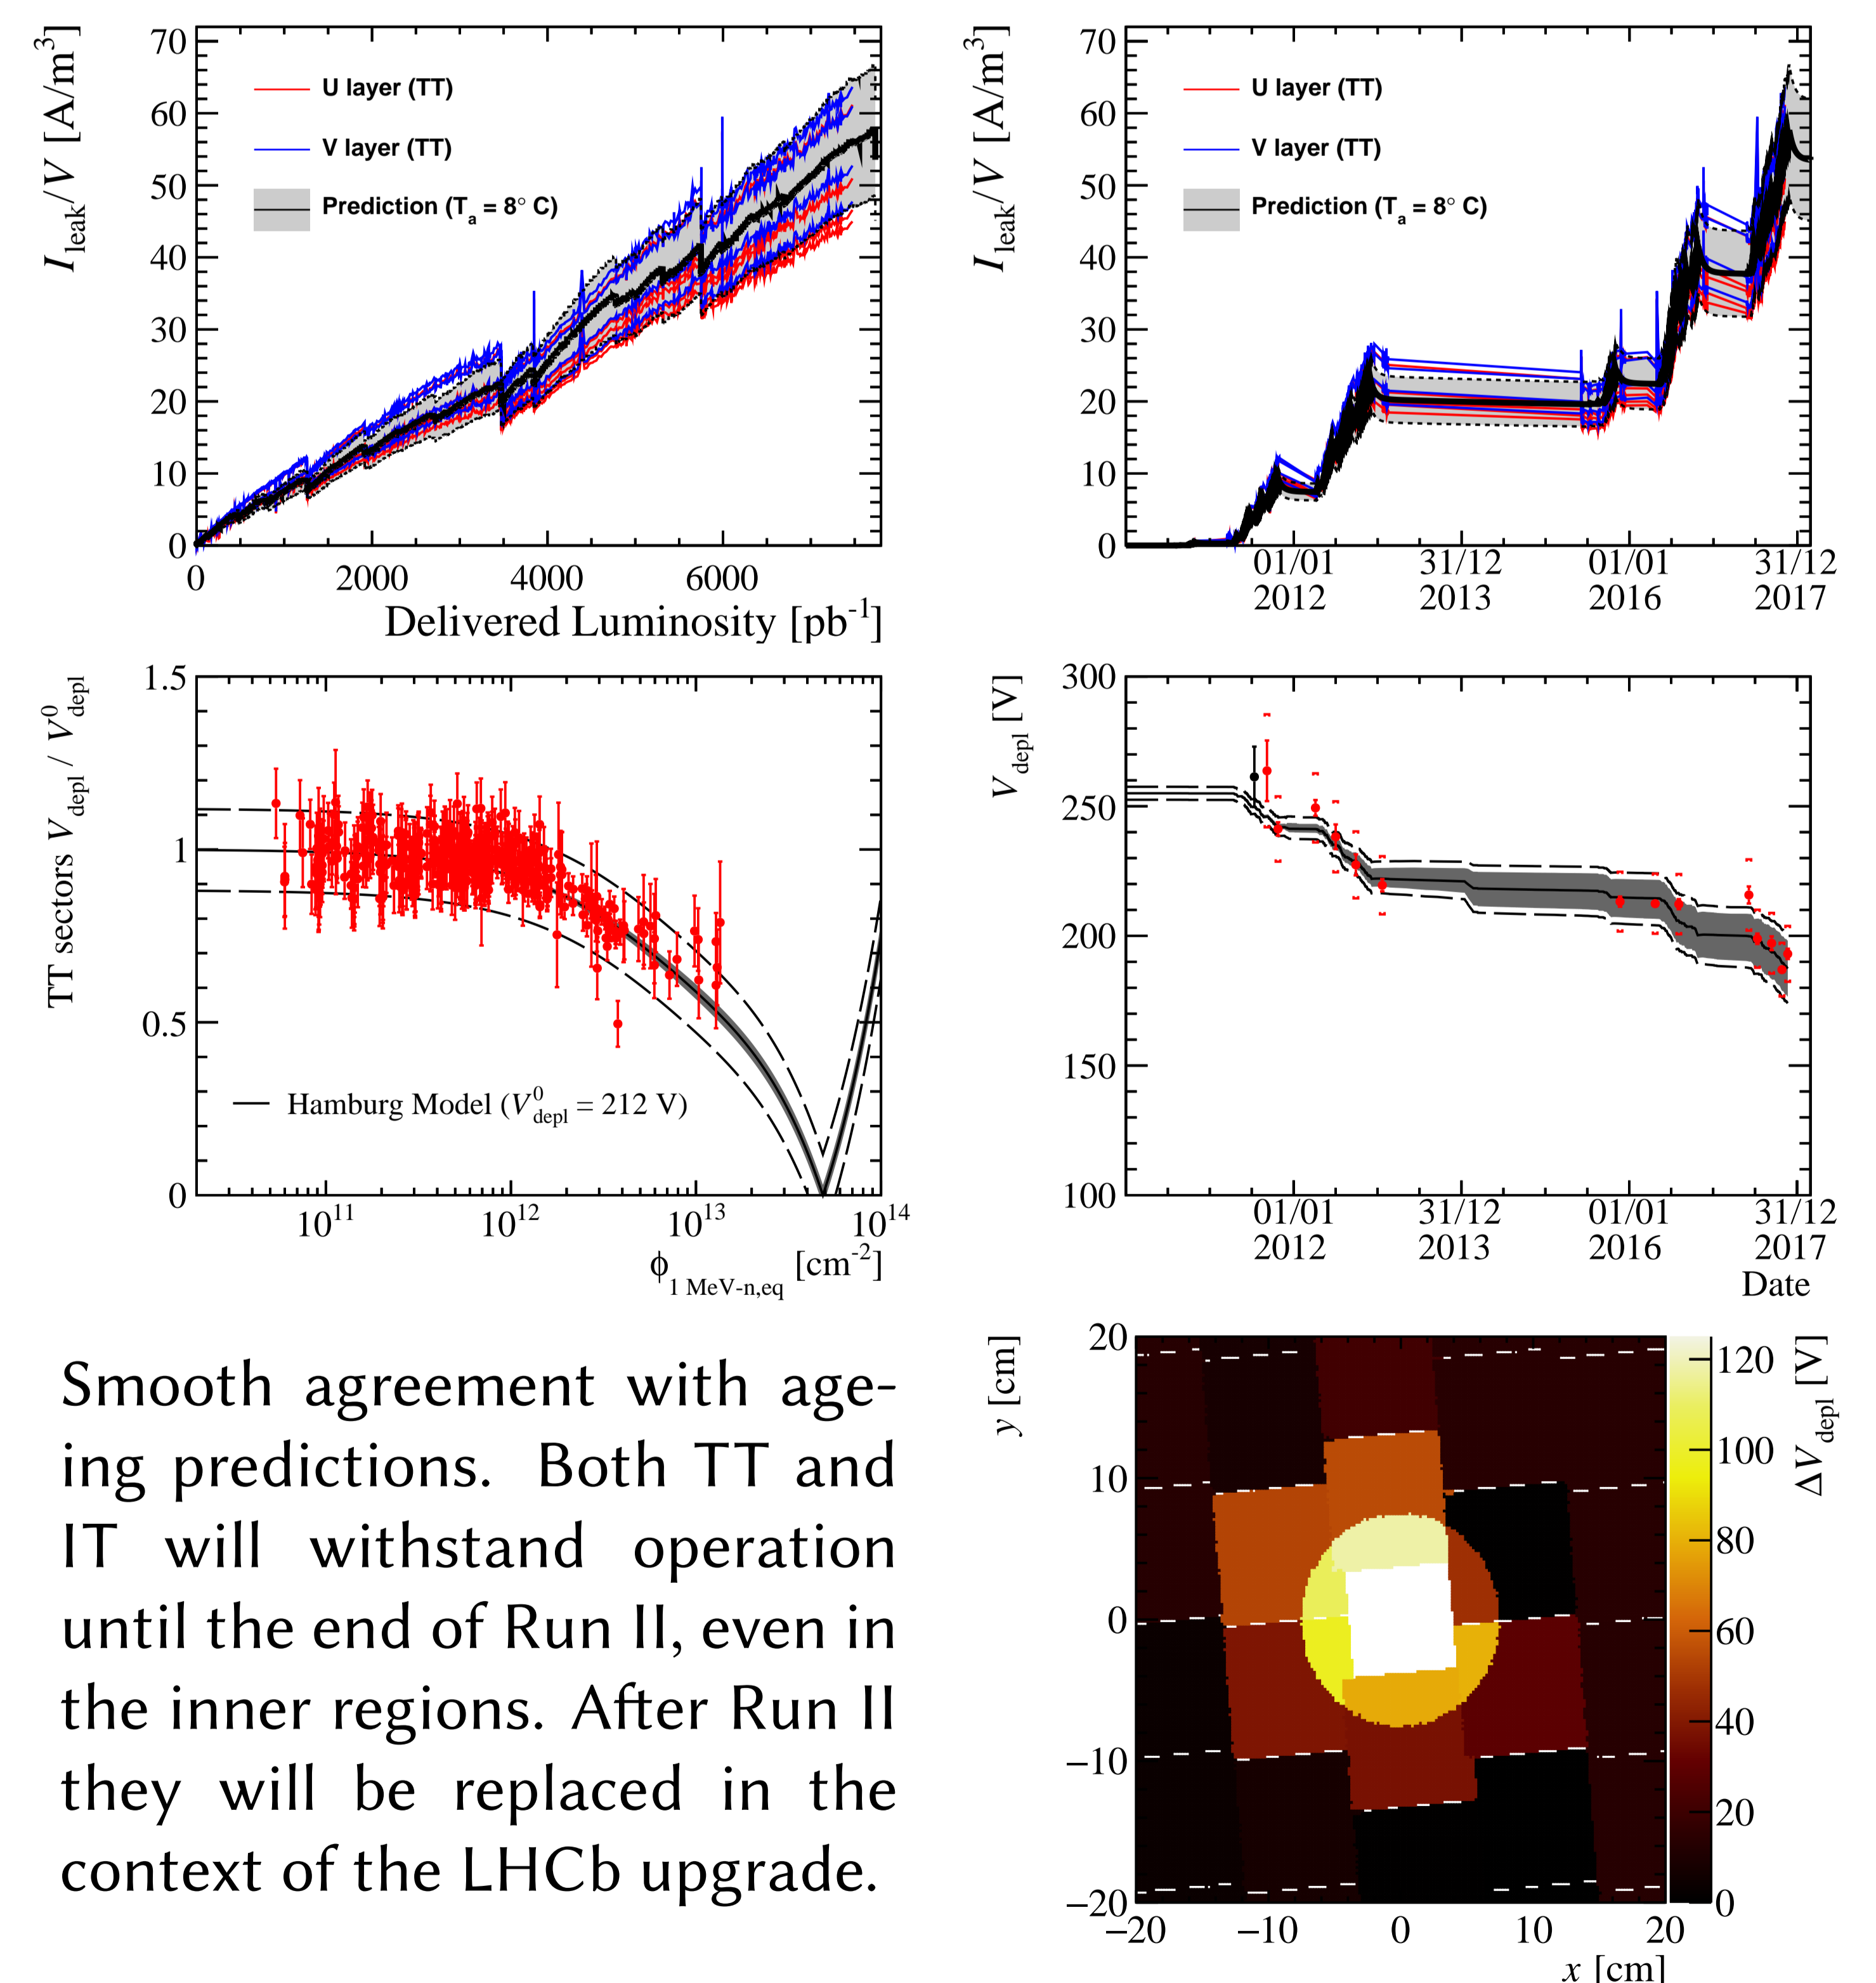 I_leak/V [A/m³]
70
60
50
40
30
20
10
0
U layer (TT)
V layer (TT)
Prediction (T_a = 8° C)
0 2000 4000 6000
Delivered Luminosity [pb⁻¹]
I_leak/V [A/m³]
70
60
50
40
30
20
10
0
U layer (TT)
V layer (TT)
Prediction (T_a = 8° C)
01/01 31/12 01/01 31/12
2012 2013 2016 2017
TT sectors V_depl / V⁰_depl
1.5
1
0.5
0
Hamburg Model (V⁰_depl = 212 V)
10¹¹ 10¹² 10¹³ 10¹⁴
ϕ_1 MeV-n,eq [cm⁻²]
V_depl [V]
300
250
200
150
100
01/01 31/12 01/01 31/12
2012 2013 2016 2017
Date
Smooth agreement with age-
ing predictions. Both TT and
IT will withstand operation
until the end of Run II, even in
the inner regions. After Run II
they will be replaced in the
context of the LHCb upgrade.
y [cm]
20
10
0
−10
−20
−20 −10 0 10 20
x [cm]
120
100
80
60
40
20
0
ΔV_depl [V]